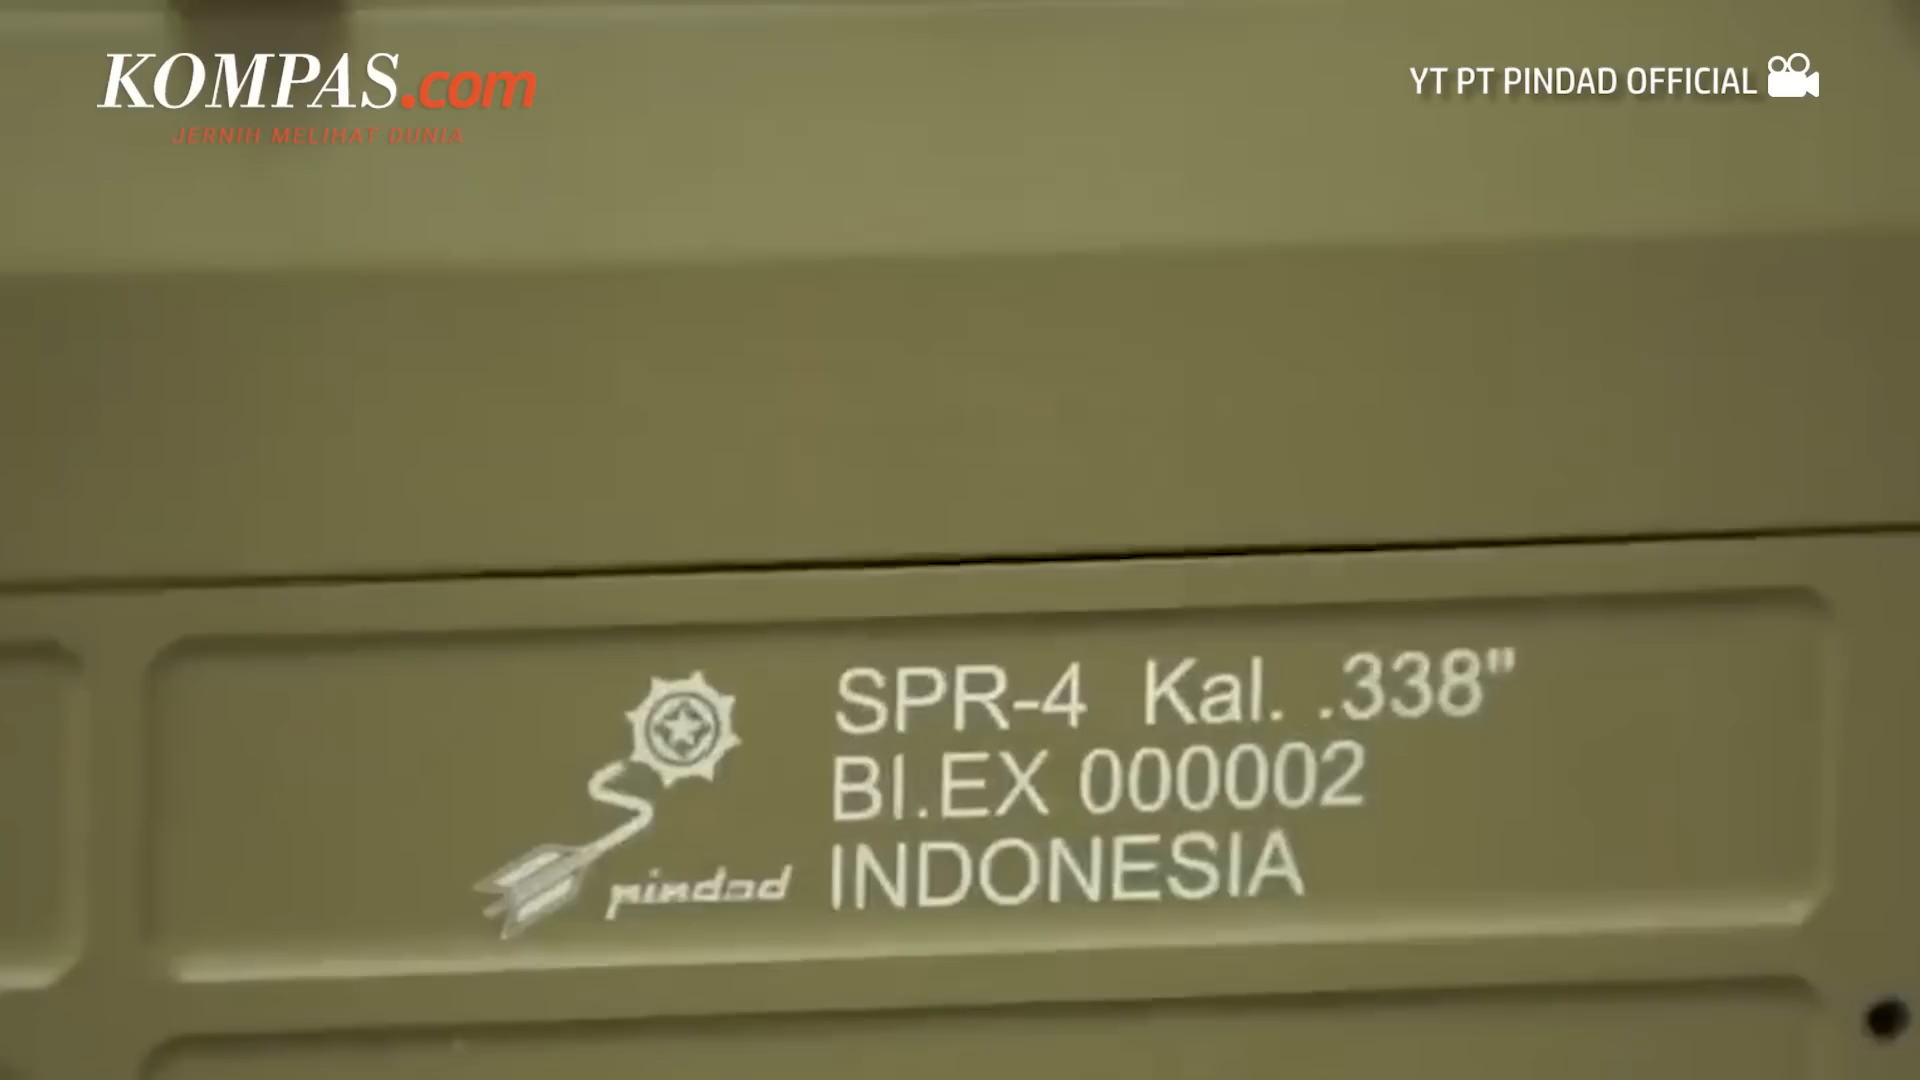 KOMPAS.com
JERNIH MELIHAT DUNIA
YT PT PINDAD OFFICIAL
SPR-4 Kal. .338"
BI.EX 000002
pindad INDONESIA